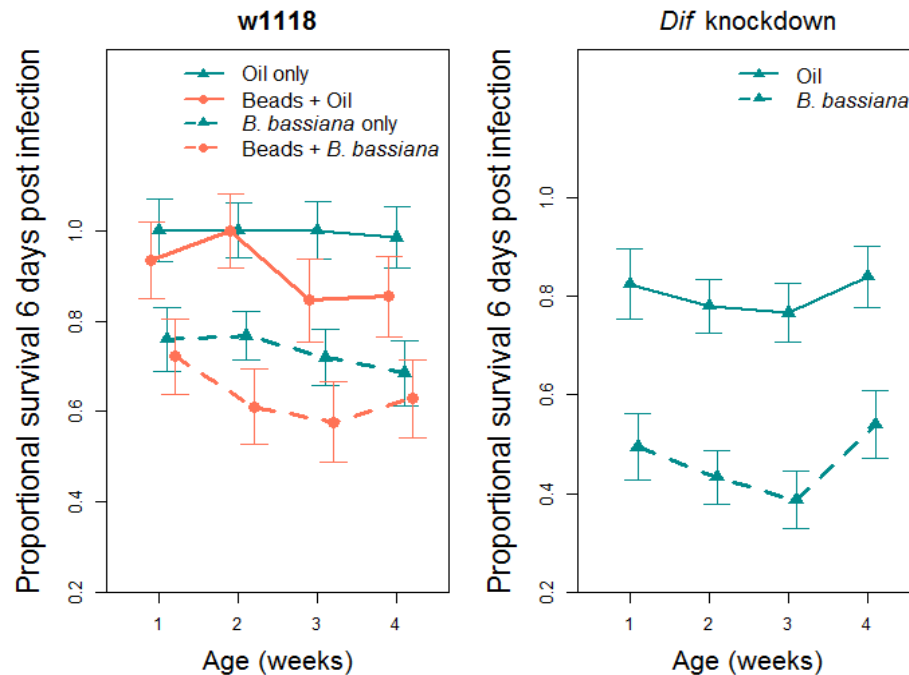 w1118
Oil only
Beads + Oil
B. bassiana only
Beads + B. bassiana
Proportional survival 6 days post infection
1.0
0.8
0.6
0.4
0.2
1 2 3 4
Age (weeks)
Dif knockdown
Oil
B. bassiana
Proportional survival 6 days post infection
1.0
0.8
0.6
0.4
0.2
1 2 3 4
Age (weeks)